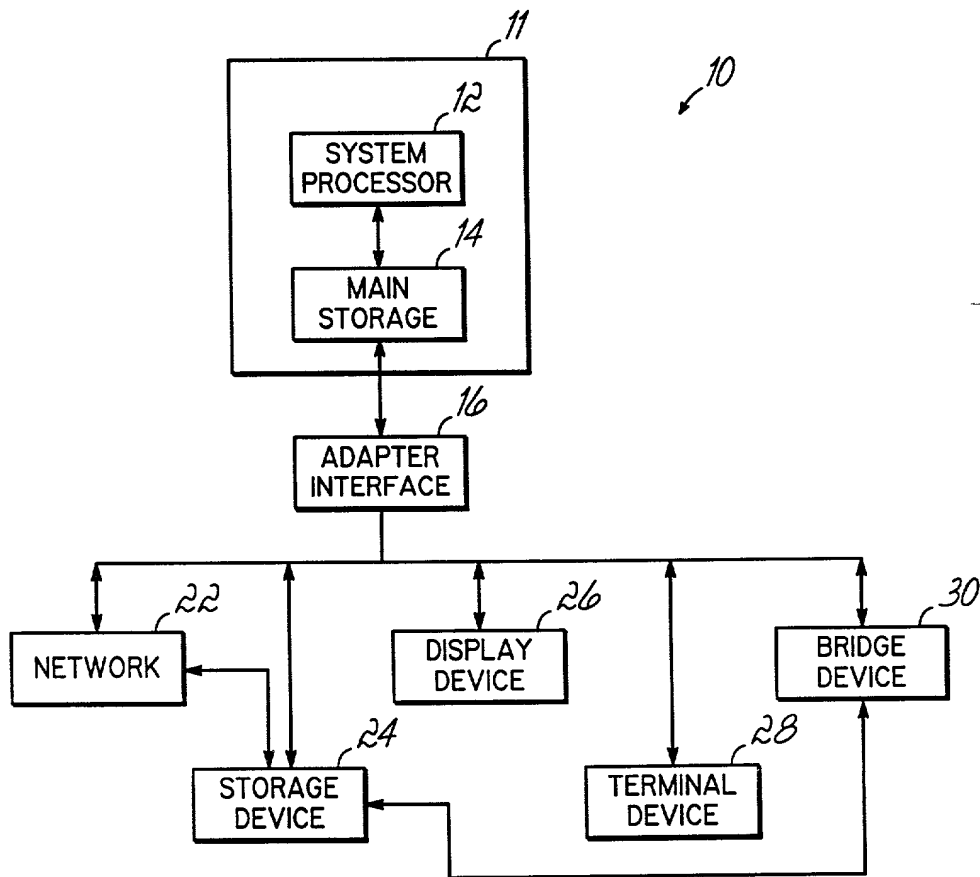 11
10
12
SYSTEM
PROCESSOR
14
MAIN
STORAGE
16
ADAPTER
INTERFACE
22
NETWORK
26
DISPLAY
DEVICE
30
BRIDGE
DEVICE
24
STORAGE
DEVICE
28
TERMINAL
DEVICE